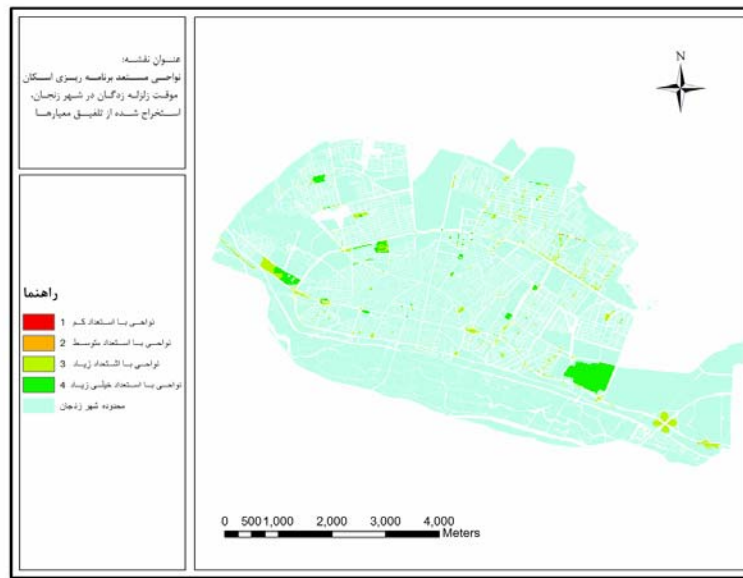 عنوان نقشه:
نواحی مستعد برنامه ریزی اسکان
موقت زلزله زدگان در شهر زنجان،
استخراج شده از تلفیق معیارها
N
راهنما
1 نواحی با استعداد کم
2 نواحی با استعداد متوسط
3 نواحی با اشتعداد زیاد
4 نواحی با استعداد خیلی زیاد
محدوده شهر زنجان
0 500 1,000 2,000 3,000 4,000
Meters